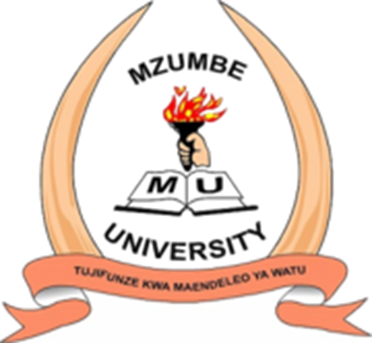 MZUMBE
M U
UNIVERSITY
TUJIFUNZE KWA MAENDELEO YA WATU